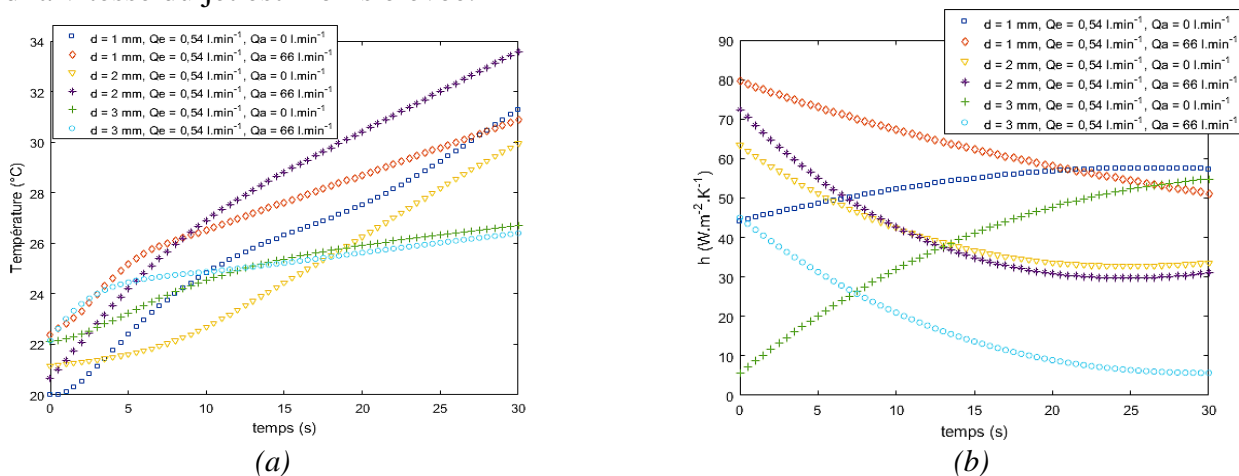 34
32
30
28
26
24
22
20
Température (°C)
d = 1 mm, Qe = 0,54 l.min⁻¹, Qa = 0 l.min⁻¹
d = 1 mm, Qe = 0,54 l.min⁻¹, Qa = 66 l.min⁻¹
d = 2 mm, Qe = 0,54 l.min⁻¹, Qa = 0 l.min⁻¹
d = 2 mm, Qe = 0,54 l.min⁻¹, Qa = 66 l.min⁻¹
d = 3 mm, Qe = 0,54 l.min⁻¹, Qa = 0 l.min⁻¹
d = 3 mm, Qe = 0,54 l.min⁻¹, Qa = 66 l.min⁻¹
0 5 10 15 20 25 30
temps (s)
(a)
90
80
70
60
50
40
30
20
10
0
h (W.m⁻².K⁻¹)
d = 1 mm, Qe = 0,54 l.min⁻¹, Qa = 0 l.min⁻¹
d = 1 mm, Qe = 0,54 l.min⁻¹, Qa = 66 l.min⁻¹
d = 2 mm, Qe = 0,54 l.min⁻¹, Qa = 0 l.min⁻¹
d = 2 mm, Qe = 0,54 l.min⁻¹, Qa = 66 l.min⁻¹
d = 3 mm, Qe = 0,54 l.min⁻¹, Qa = 0 l.min⁻¹
d = 3 mm, Qe = 0,54 l.min⁻¹, Qa = 66 l.min⁻¹
0 5 10 15 20 25 30
temps (s)
(b)